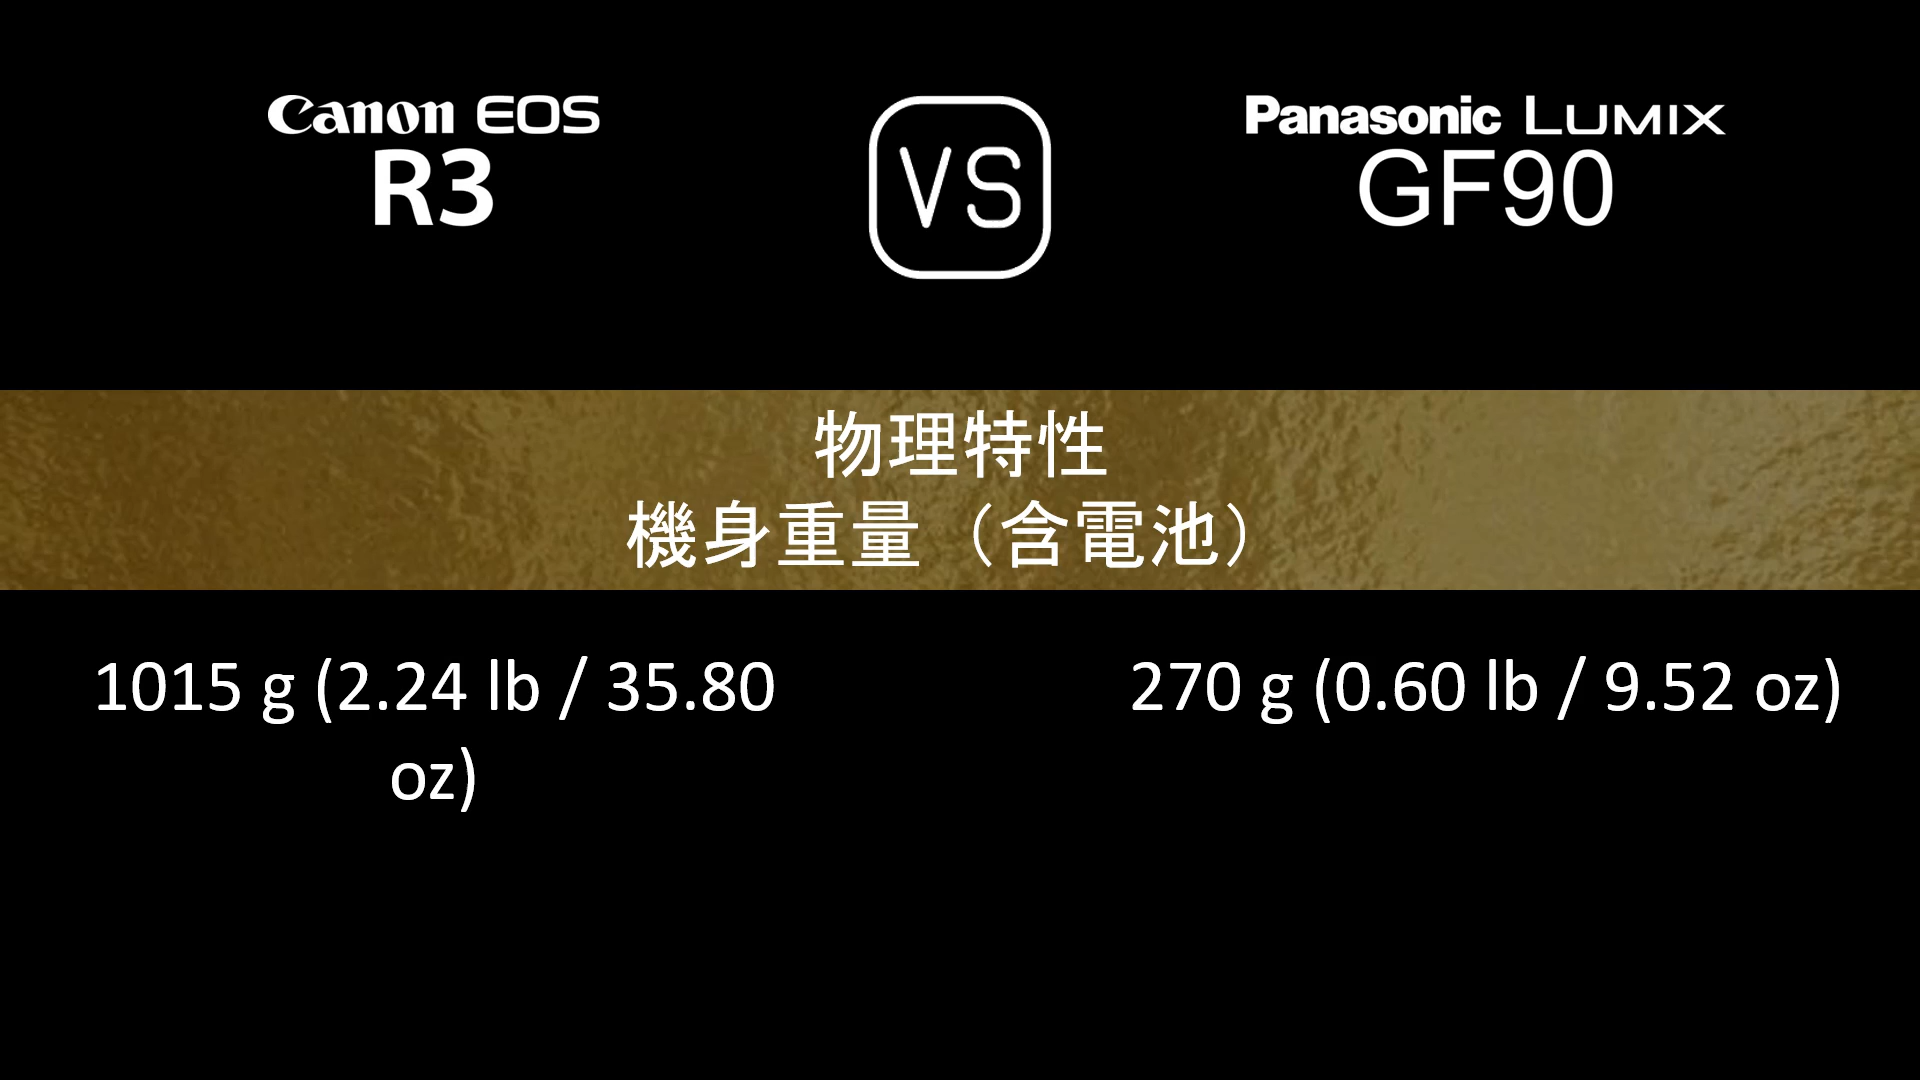 Canon EOS
R3
VS
Panasonic LUMIX
GF90
物理特性
機身重量（含電池）
1015 g (2.24 lb / 35.80
oz)
270 g (0.60 lb / 9.52 oz)